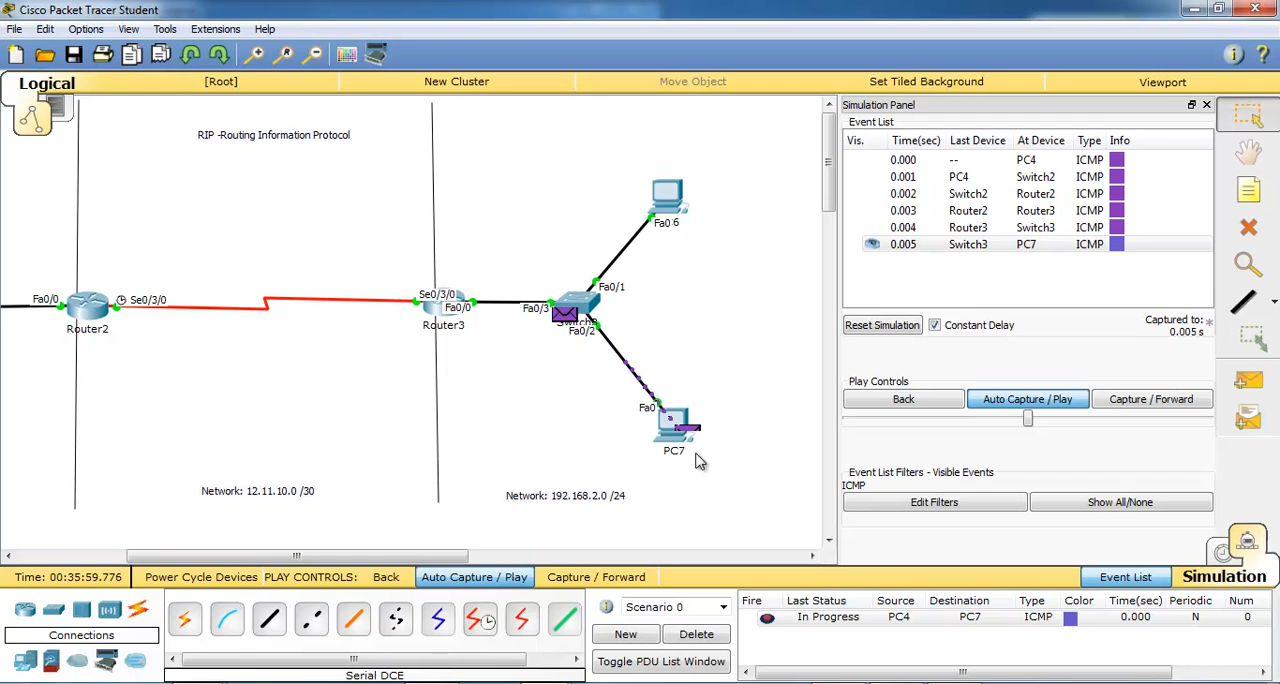 Cisco Packet Tracer Student
File Edit Options View Tools Extensions Help
Logical [Root] New Cluster Move Object Set Tiled Background Viewport
RIP -Routing Information Protocol
Fa0/0
Router2
Se0/3/0
Se0/3/0
Fa0/0
Router3
Fa0/3
Fa0/1
Fa0/2
Fa0
6
Fa0
PC7
Network: 12.11.10.0 /30
Network: 192.168.2.0 /24
Simulation Panel
Event List
Vis. Time(sec) Last Device At Device Type Info
0.000 -- PC4 ICMP
0.001 PC4 Switch2 ICMP
0.002 Switch2 Router2 ICMP
0.003 Router2 Router3 ICMP
0.004 Router3 Switch3 ICMP
0.005 Switch3 PC7 ICMP
Reset Simulation Constant Delay Captured to: *
0.005 s
Play Controls
Back Auto Capture / Play Capture / Forward
Event List Filters - Visible Events
ICMP
Edit Filters Show All/None
Time: 00:35:59.776 Power Cycle Devices PLAY CONTROLS: Back Auto Capture / Play Capture / Forward Event List Simulation
Connections
Serial DCE
Scenario 0
New Delete
Toggle PDU List Window
Fire Last Status Source Destination Type Color Time(sec) Periodic Num
In Progress PC4 PC7 ICMP 0.000 N 0